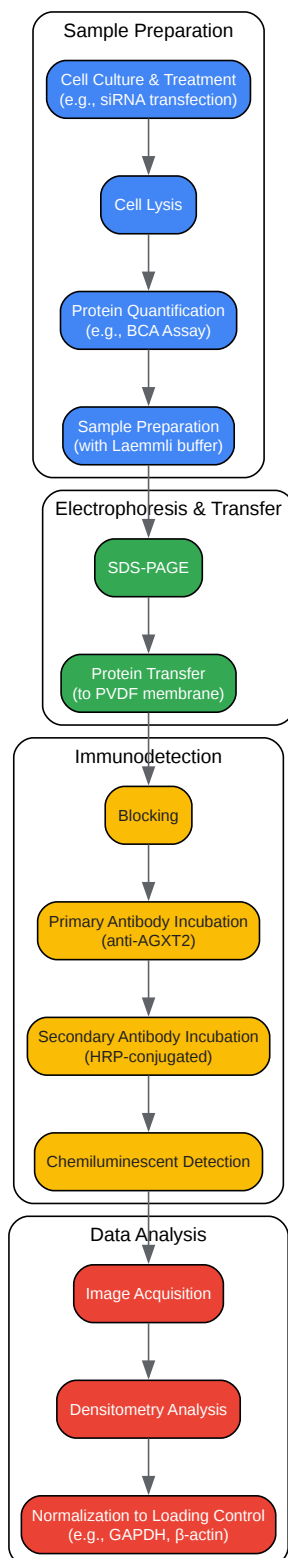 Sample Preparation
Cell Culture & Treatment
(e.g., siRNA transfection)
Cell Lysis
Protein Quantification
(e.g., BCA Assay)
Sample Preparation
(with Laemmli buffer)
Electrophoresis & Transfer
SDS-PAGE
Protein Transfer
(to PVDF membrane)
Immunodetection
Blocking
Primary Antibody Incubation
(anti-AGXT2)
Secondary Antibody Incubation
(HRP-conjugated)
Chemiluminescent Detection
Data Analysis
Image Acquisition
Densitometry Analysis
Normalization to Loading Control
(e.g., GAPDH, β-actin)